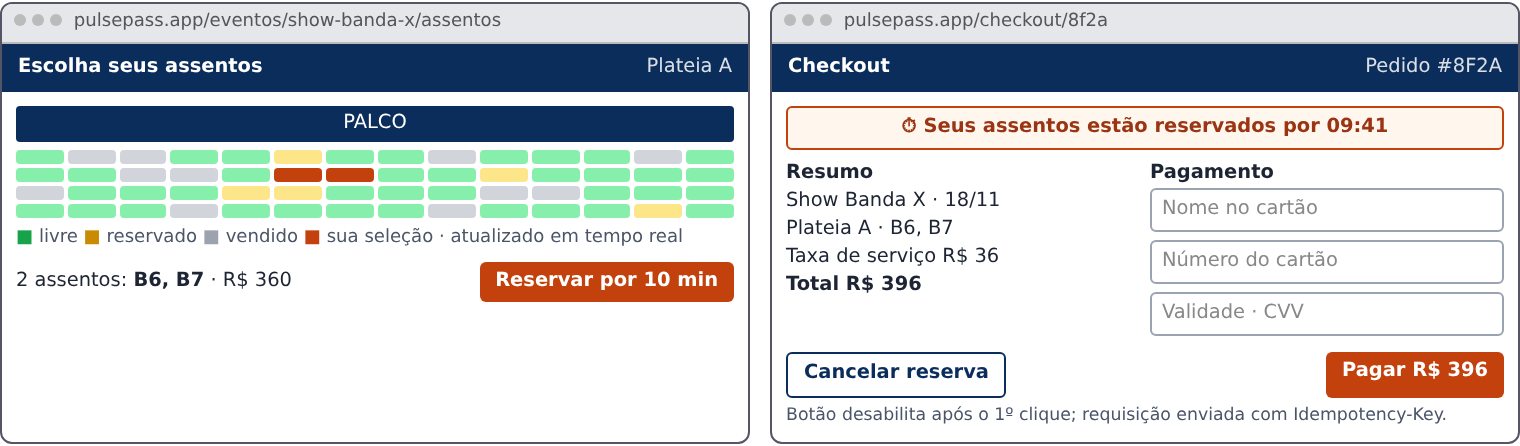 pulsepass.app/eventos/show-banda-x/assentos
Escolha seus assentos Plateia A
PALCO
livre reservado vendido sua seleção · atualizado em tempo real
2 assentos: B6, B7 · R$ 360 Reservar por 10 min
pulsepass.app/checkout/8f2a
Checkout Pedido #8F2A
⏱ Seus assentos estão reservados por 09:41
Resumo
Show Banda X · 18/11
Plateia A · B6, B7
Taxa de serviço R$ 36
Total R$ 396
Pagamento
Nome no cartão
Número do cartão
Validade · CVV
Cancelar reserva Pagar R$ 396
Botão desabilita após o 1º clique; requisição enviada com Idempotency-Key.